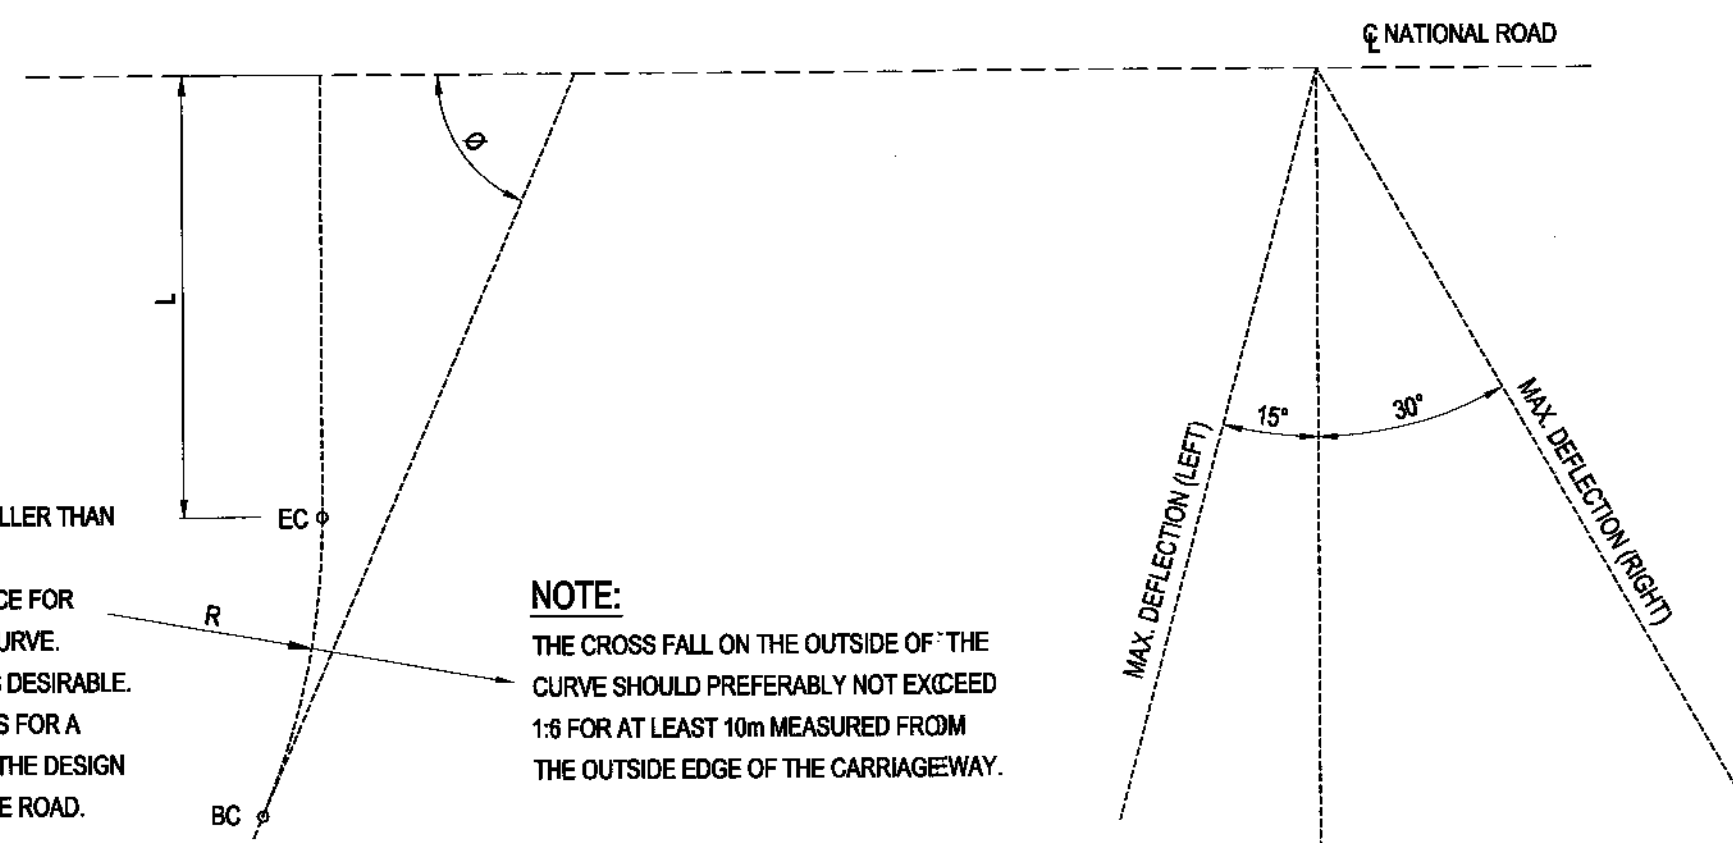 ℄ NATIONAL ROAD
Ø
L
15°
30°
MAX. DEFLECTION (LEFT)
MAX. DEFLECTION (RIGHT)
LLER THAN
EC
CE FOR
URVE.
S DESIRABLE.
S FOR A
THE DESIGN
E ROAD.
R
BC
NOTE:
THE CROSS FALL ON THE OUTSIDE OF THE
CURVE SHOULD PREFERABLY NOT EXCEED
1:6 FOR AT LEAST 10m MEASURED FROM
THE OUTSIDE EDGE OF THE CARRIAGEWAY.